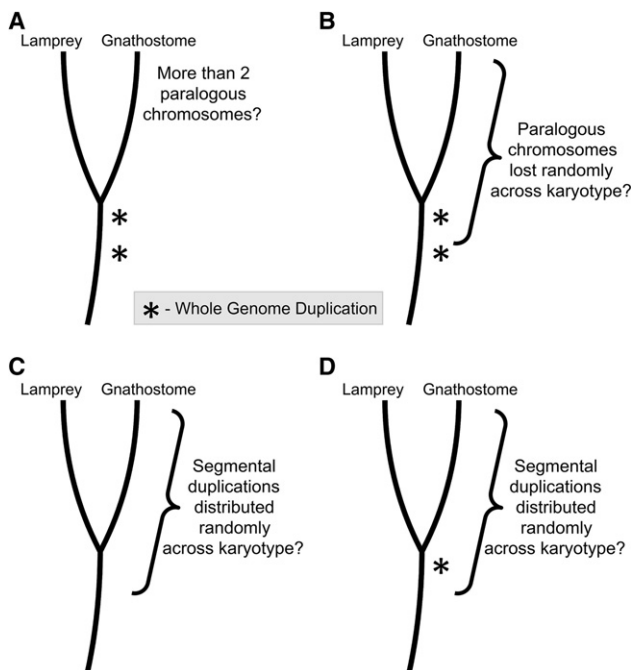 A
Lamprey Gnathostome
More than 2
paralogous
chromosomes?
*
*
B
Lamprey Gnathostome
Paralogous
chromosomes
lost randomly
across karyotype?
*
*
* - Whole Genome Duplication
C
Lamprey Gnathostome
Segmental
duplications
distributed
randomly
across karyotype?
D
Lamprey Gnathostome
Segmental
duplications
distributed
randomly
across karyotype?
*